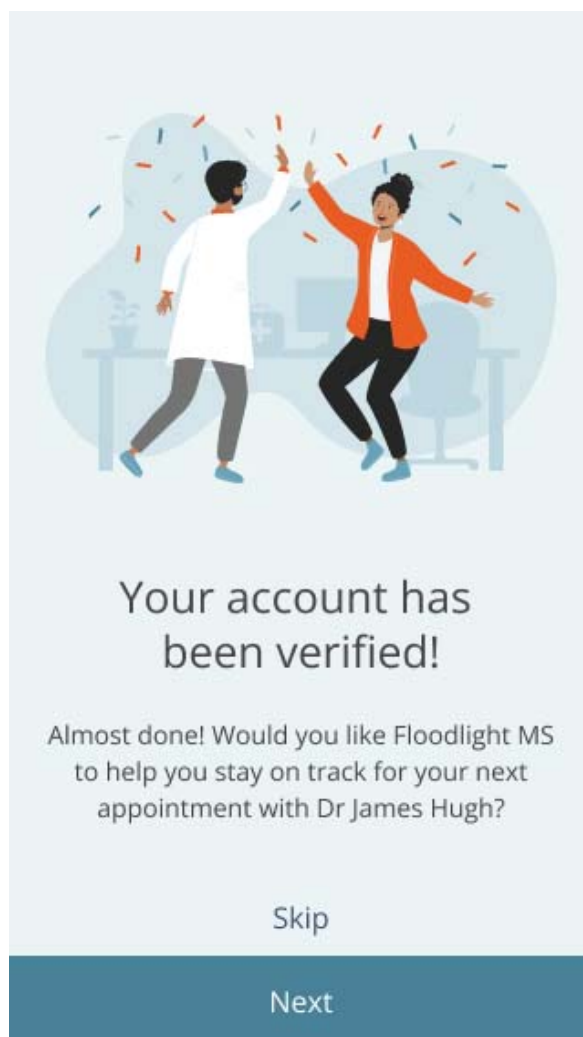 Your account has
been verified!
Almost done! Would you like Floodlight MS
to help you stay on track for your next
appointment with Dr James Hugh?
Skip
Next